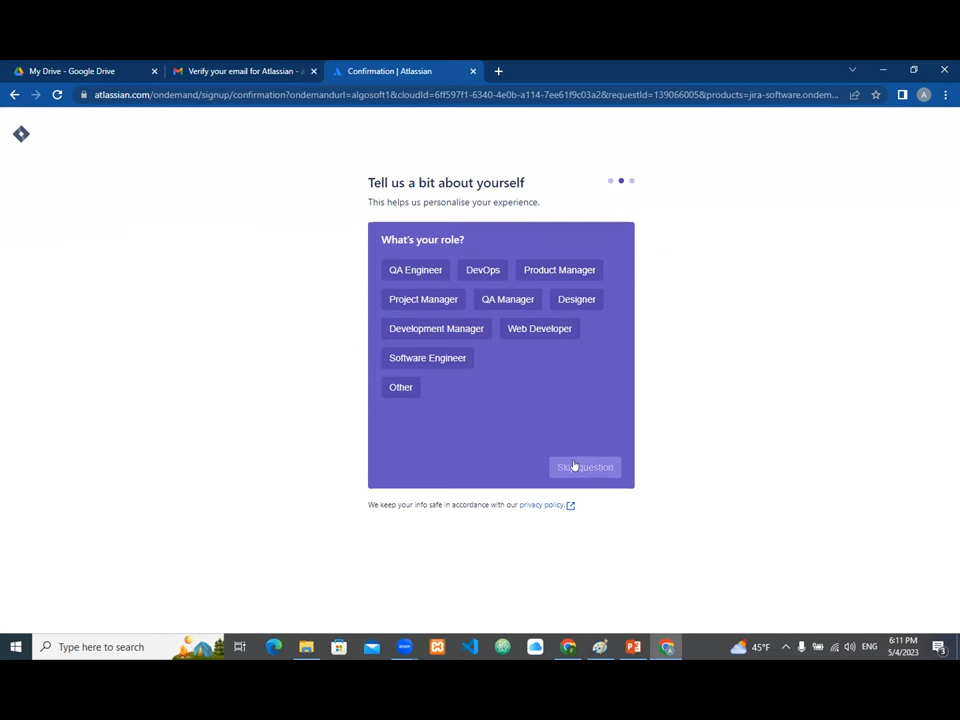 My Drive - Google Drive
Verify your email for Atlassian - a
Confirmation | Atlassian
atlassian.com/ondemand/signup/confirmation?ondemandurl=algosoft1&cloudId=6ff597f1-6340-4e0b-a114-7ee61f9c03a2&requestId=139066005&products=jira-software.ondem...
A
Tell us a bit about yourself
This helps us personalise your experience.
What's your role?
QA Engineer DevOps Product Manager
Project Manager QA Manager Designer
Development Manager Web Developer
Software Engineer
Other
Skip question
We keep your info safe in accordance with our privacy policy.
Type here to search
zoom
45°F
ENG
6:11 PM
5/4/2023
3